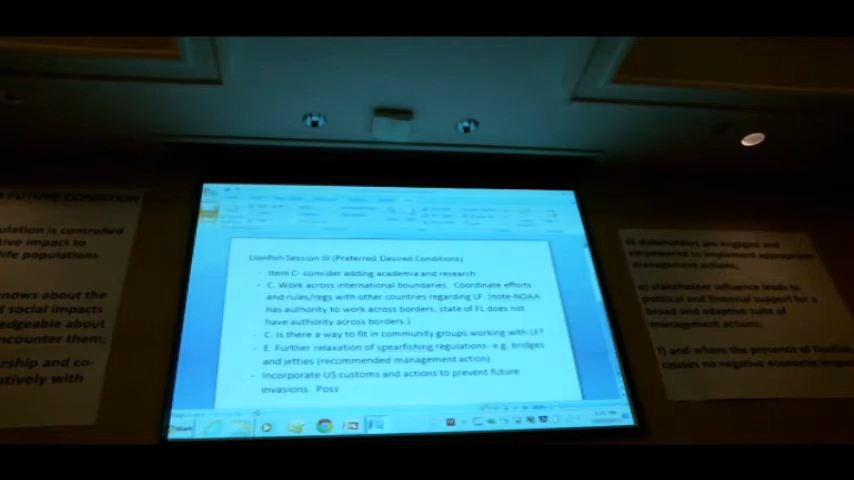 A FUTURE CONDITION
ulation is controlled
tive impact to
life populations
nows about the
d social impacts
edgeable about
ncounter them;
rship and co-
atively with
Lionfish Session III (Preferred Desired Conditions)
- Item C- consider adding academia and research
- C. Work across international boundaries. Coordinate efforts
and rules/regs with other countries regarding LF (note-NOAA
has authority to work across borders, state of FL does not
have authority across borders.)
- C. Is there a way to fit in community groups working with LF?
- E. Further relaxation of spearfishing regulations- e.g. bridges
and jetties (recommended management action)
- Incorporate US customs and actions to prevent future
invasions. Poss
Start
d) stakeholders are engaged and
empowered to implement appropriate
management actions;
e) stakeholder influence leads to
political and financial support for a
broad and adaptive suite of
management actions;
f) and where the presence of lionfish
causes no negative economic